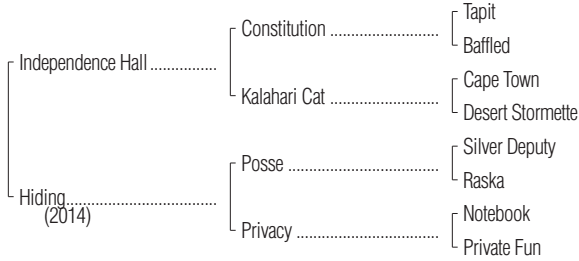 Tapit
Constitution ......................
Baffled
Independence Hall ................
Cape Town
Kalahari Cat ......................
Desert Stormette
Silver Deputy
Posse ...............................
Raska
Hiding...............................
(2014)
Notebook
Privacy ..............................
Private Fun